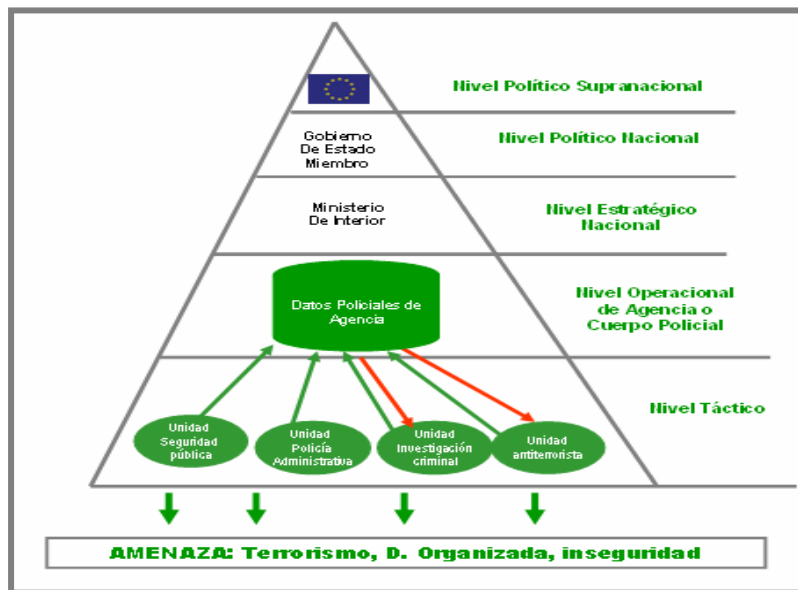 Nivel Político Supranacional
Gobierno
De Estado
Miembro
Nivel Político Nacional
Ministerio
De Interior
Nivel Estratégico
Nacional
Datos Policiales de
Agencia
Nivel Operacional
de Agencia o
Cuerpo Policial
Nivel Táctico
Unidad
Seguridad
pública
Unidad
Policía
Administrativa
Unidad
Investigación
criminal
Unidad
antiterrorista
AMENAZA: Terrorismo, D. Organizada, inseguridad